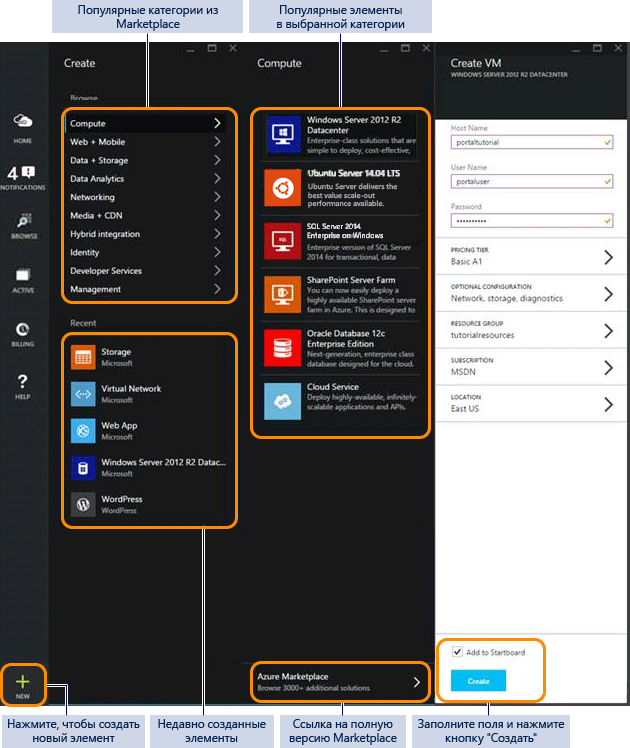 Популярные категории из
Marketplace
Популярные элементы
в выбранной категории
HOME
4
NOTIFICATIONS
BROWSE
ACTIVE
BILLING
?
HELP
NEW
Create
Browse
Compute
Web + Mobile
Data + Storage
Data Analytics
Networking
Media + CDN
Hybrid integration
Identity
Developer Services
Management
Recent
Storage
Microsoft
Virtual Network
Microsoft
Web App
Microsoft
Windows Server 2012 R2 Datac...
Microsoft
WordPress
WordPress
Compute
Windows Server 2012 R2
Datacenter
Enterprise-class solutions that are
simple to deploy, cost-effective,
Ubuntu Server 14.04 LTS
Ubuntu Server delivers the
best value scale-out
performance available.
SQL Server 2014
Enterprise on Windows
Enterprise version of SQL Server
2014 for transactional, data
SharePoint Server Farm
You can now easily deploy a
highly available SharePoint server
farm in Azure. This is designed to
Oracle Database 12c
Enterprise Edition
Next-generation, enterprise class
database designed for the cloud.
Cloud Service
Deploy highly-available, infinitely-
scalable applications and APIs.
Azure Marketplace
Browse 3000+ additional solutions
Create VM
WINDOWS SERVER 2012 R2 DATACENTER
Host Name
portaltutorial
User Name
portaluser
Password
••••••••••
PRICING TIER
Basic A1
OPTIONAL CONFIGURATION
Network, storage, diagnostics
RESOURCE GROUP
tutorialresources
SUBSCRIPTION
MSDN
LOCATION
East US
Add to Startboard
Create
Нажмите, чтобы создать
новый элемент
Недавно созданные
элементы
Ссылка на полную
версию Marketplace
Заполните поля и нажмите
кнопку "Создать"